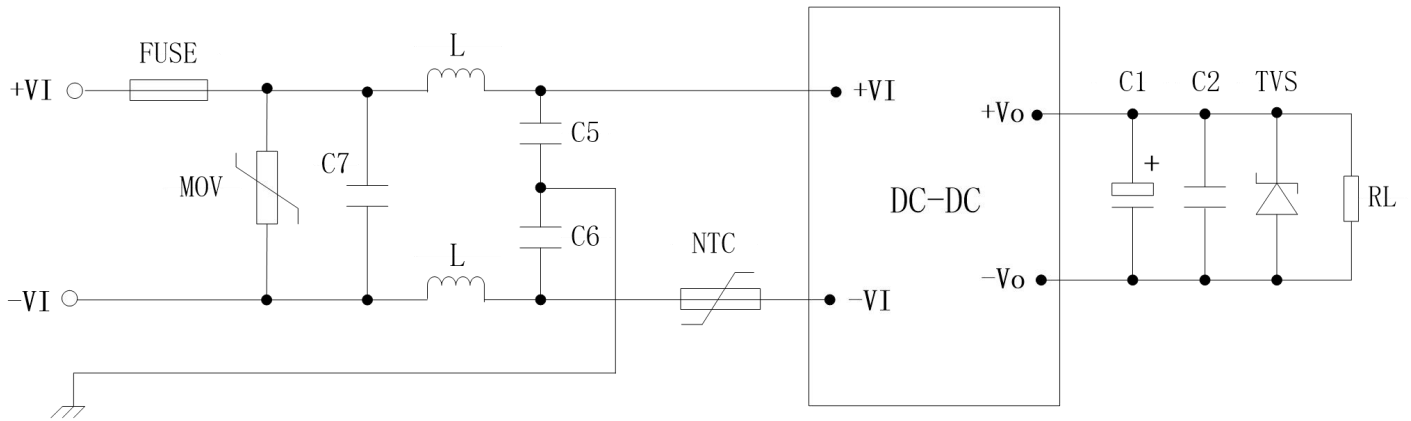 FUSE
L
+VI
+VI
C1
C2
TVS
+Vo
C5
+
C7
MOV
DC-DC
RL
C6
NTC
L
-Vo
-VI
-VI